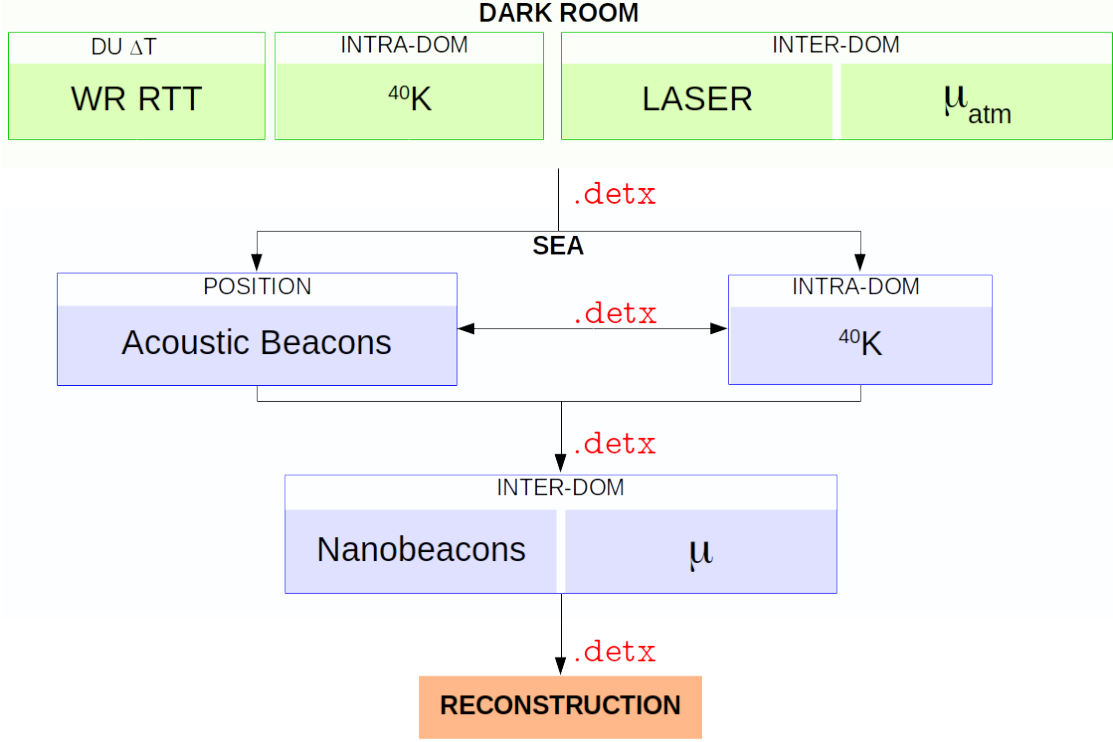 DARK ROOM
DU ΔT
INTRA-DOM
INTER-DOM
WR RTT
⁴⁰K
LASER
μatm
.detx
SEA
POSITION
INTRA-DOM
.detx
Acoustic Beacons
⁴⁰K
.detx
INTER-DOM
Nanobeacons
μ
.detx
RECONSTRUCTION